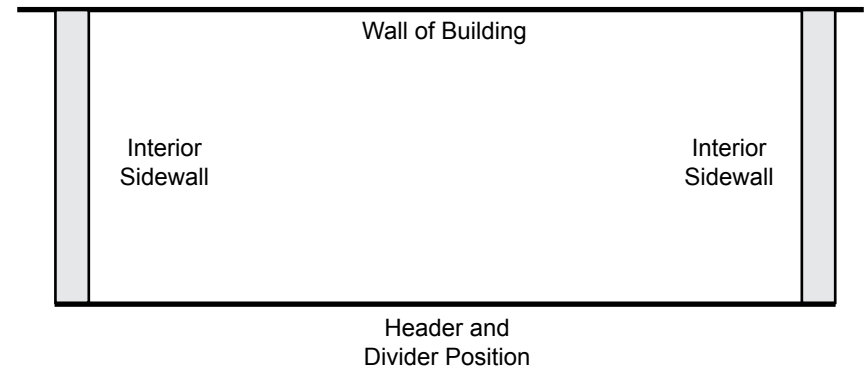 Wall of Building
Interior
Sidewall
Interior
Sidewall
Header and
Divider Position